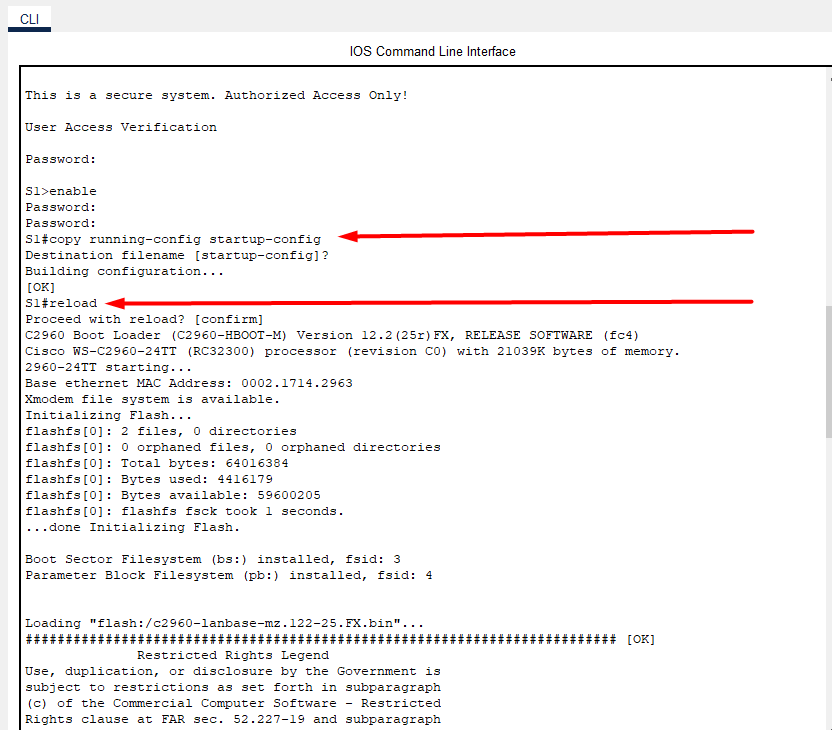 CLI
IOS Command Line Interface
This is a secure system. Authorized Access Only!
User Access Verification
Password:
S1>enable
Password:
Password:
S1#copy running-config startup-config
Destination filename [startup-config]?
Building configuration...
[OK]
S1#reload
Proceed with reload? [confirm]
C2960 Boot Loader (C2960-HBOOT-M) Version 12.2(25r)FX, RELEASE SOFTWARE (fc4)
Cisco WS-C2960-24TT (RC32300) processor (revision C0) with 21039K bytes of memory.
2960-24TT starting...
Base ethernet MAC Address: 0002.1714.2963
Xmodem file system is available.
Initializing Flash...
flashfs[0]: 2 files, 0 directories
flashfs[0]: 0 orphaned files, 0 orphaned directories
flashfs[0]: Total bytes: 64016384
flashfs[0]: Bytes used: 4416179
flashfs[0]: Bytes available: 59600205
flashfs[0]: flashfs fsck took 1 seconds.
...done Initializing Flash.
Boot Sector Filesystem (bs:) installed, fsid: 3
Parameter Block Filesystem (pb:) installed, fsid: 4
Loading "flash:/c2960-lanbase-mz.122-25.FX.bin"...
########################################################################## [OK]
Restricted Rights Legend
Use, duplication, or disclosure by the Government is
subject to restrictions as set forth in subparagraph
(c) of the Commercial Computer Software - Restricted
Rights clause at FAR sec. 52.227-19 and subparagraph